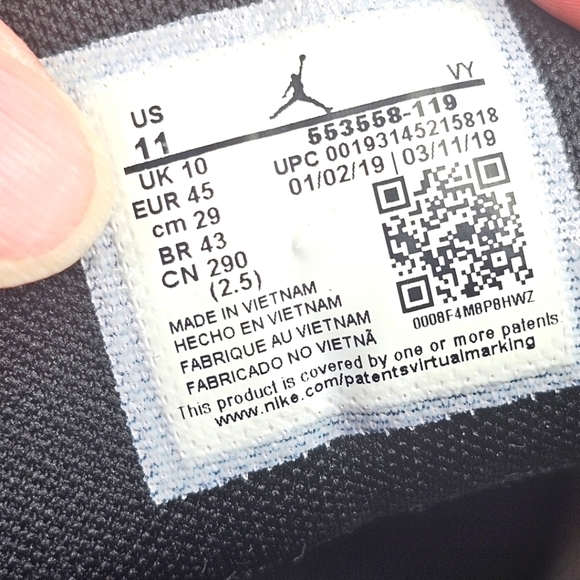 VY
US
11
553558-119
UPC 00193145215818
01/02/19 | 03/11/19
UK 10
EUR 45
cm 29
BR 43
CN 290
(2.5)
0008F4M8P8HWZ
MADE IN VIETNAM
HECHO EN VIETNAM
FABRIQUE AU VIETNAM
FABRICADO NO VIETNÃ
This product is covered by one or more patents.
www.nike.com/patentsvirtualmarking